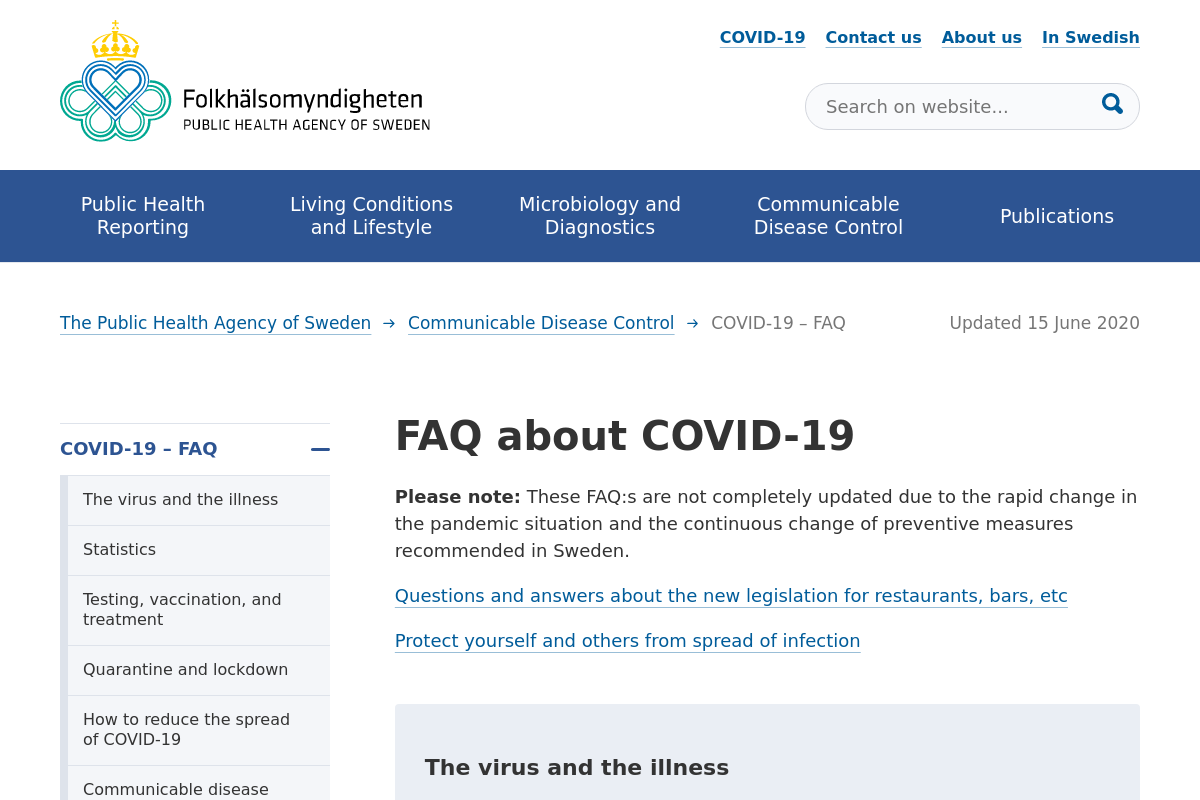 COVID-19 Contact us About us In Swedish
Folkhälsomyndigheten
PUBLIC HEALTH AGENCY OF SWEDEN
Search on website...
Public Health
Reporting
Living Conditions
and Lifestyle
Microbiology and
Diagnostics
Communicable
Disease Control
Publications
The Public Health Agency of Sweden → Communicable Disease Control → COVID-19 – FAQ
Updated 15 June 2020
COVID-19 – FAQ
The virus and the illness
Statistics
Testing, vaccination, and
treatment
Quarantine and lockdown
How to reduce the spread
of COVID-19
Communicable disease
FAQ about COVID-19
Please note: These FAQ:s are not completely updated due to the rapid change in
the pandemic situation and the continuous change of preventive measures
recommended in Sweden.
Questions and answers about the new legislation for restaurants, bars, etc
Protect yourself and others from spread of infection
The virus and the illness